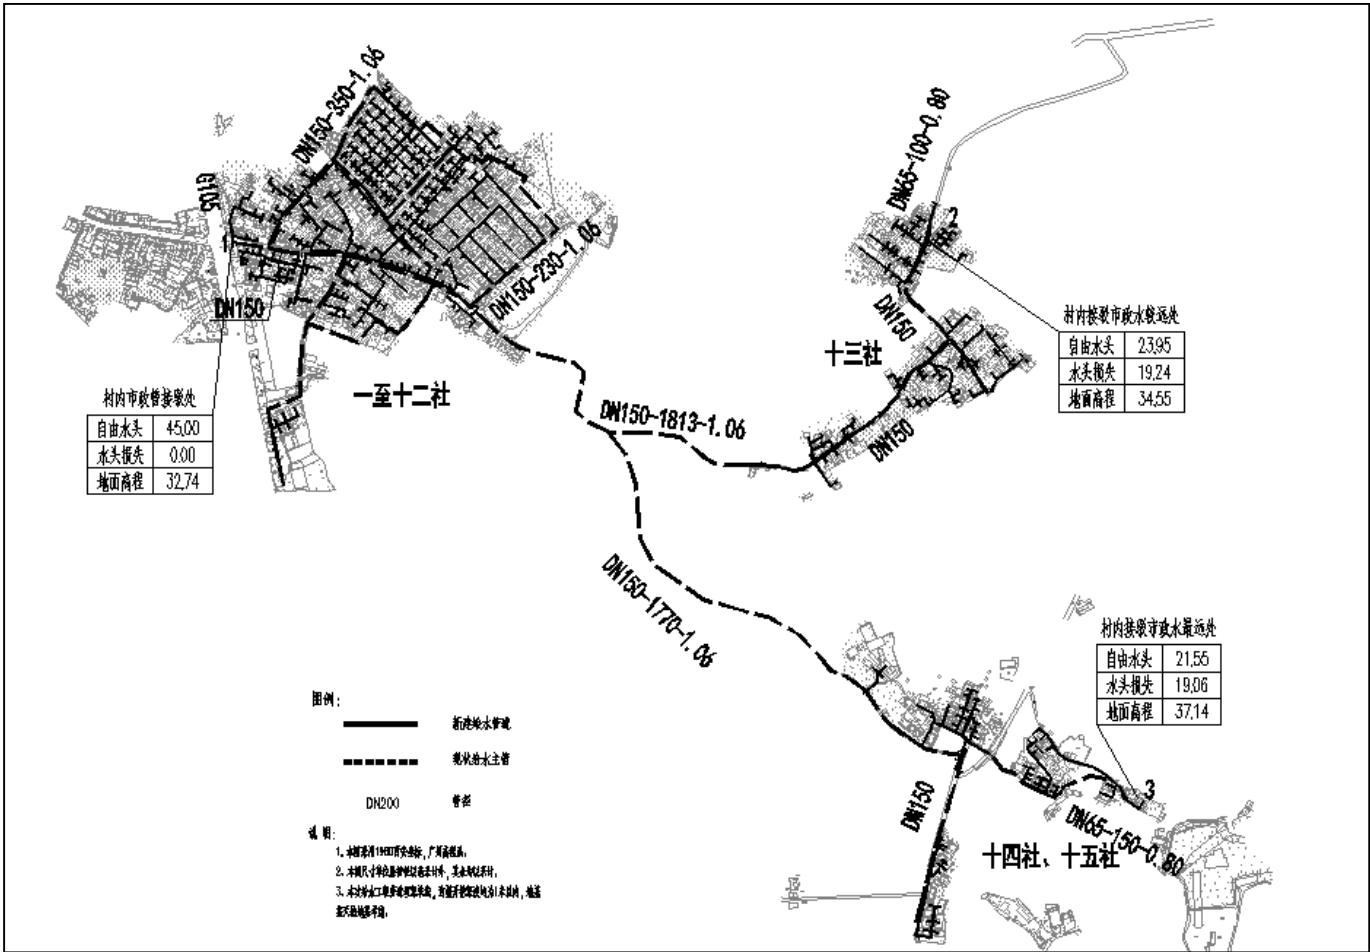 DN150-350-1.06
DN65-100-0.80
G105
2
1
DN150-230-1.06
DN150
DN150
村内接驳市政水较远处
自由水头 23.95
水头损失 19.24
地面高程 34.55
十三社
一至十二社
村内市政管接驳处
自由水头 45.00
水头损失 0.00
地面高程 32.74
DN150-1813-1.06
DN150
DN150-1770-1.06
村内接驳市政水最远处
自由水头 21.55
水头损失 19.06
地面高程 37.14
图例：
新建给水管道
现状给水主管
DN200 管径
DN150
3
DN65-150-0.80
十四社、十五社
说明：